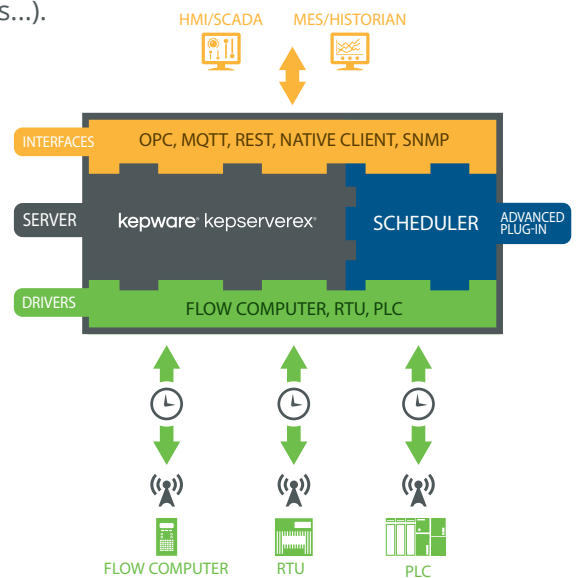 s...).
HMI/SCADA MES/HISTORIAN
INTERFACES OPC, MQTT, REST, NATIVE CLIENT, SNMP
SERVER kepware® kepserverex® SCHEDULER ADVANCED
PLUG-IN
DRIVERS FLOW COMPUTER, RTU, PLC
FLOW COMPUTER RTU PLC